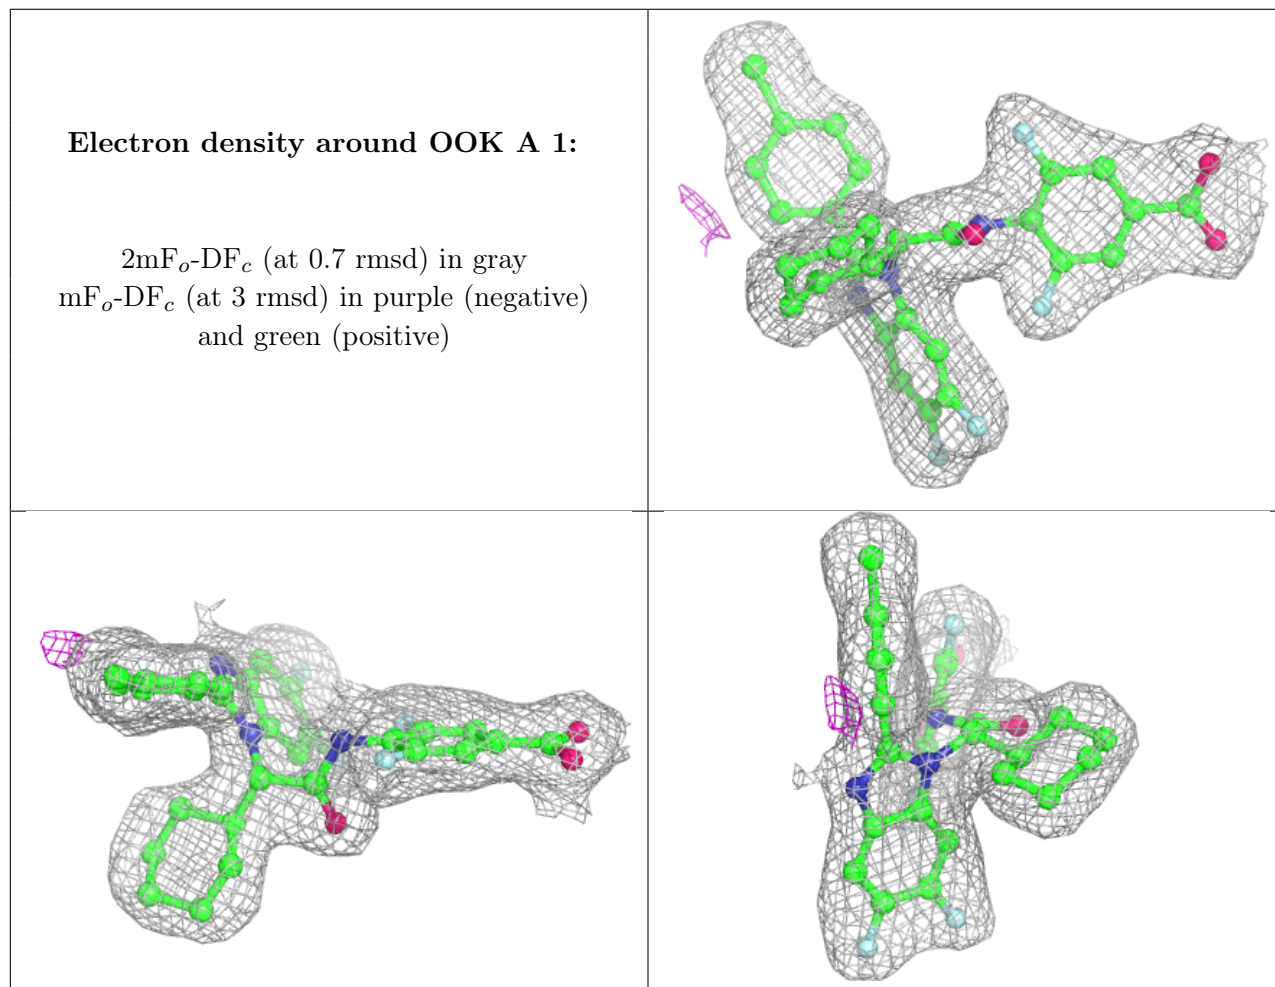 Electron density around OOK A 1:
2mFo-DFc (at 0.7 rmsd) in gray
mFo-DFc (at 3 rmsd) in purple (negative)
and green (positive)